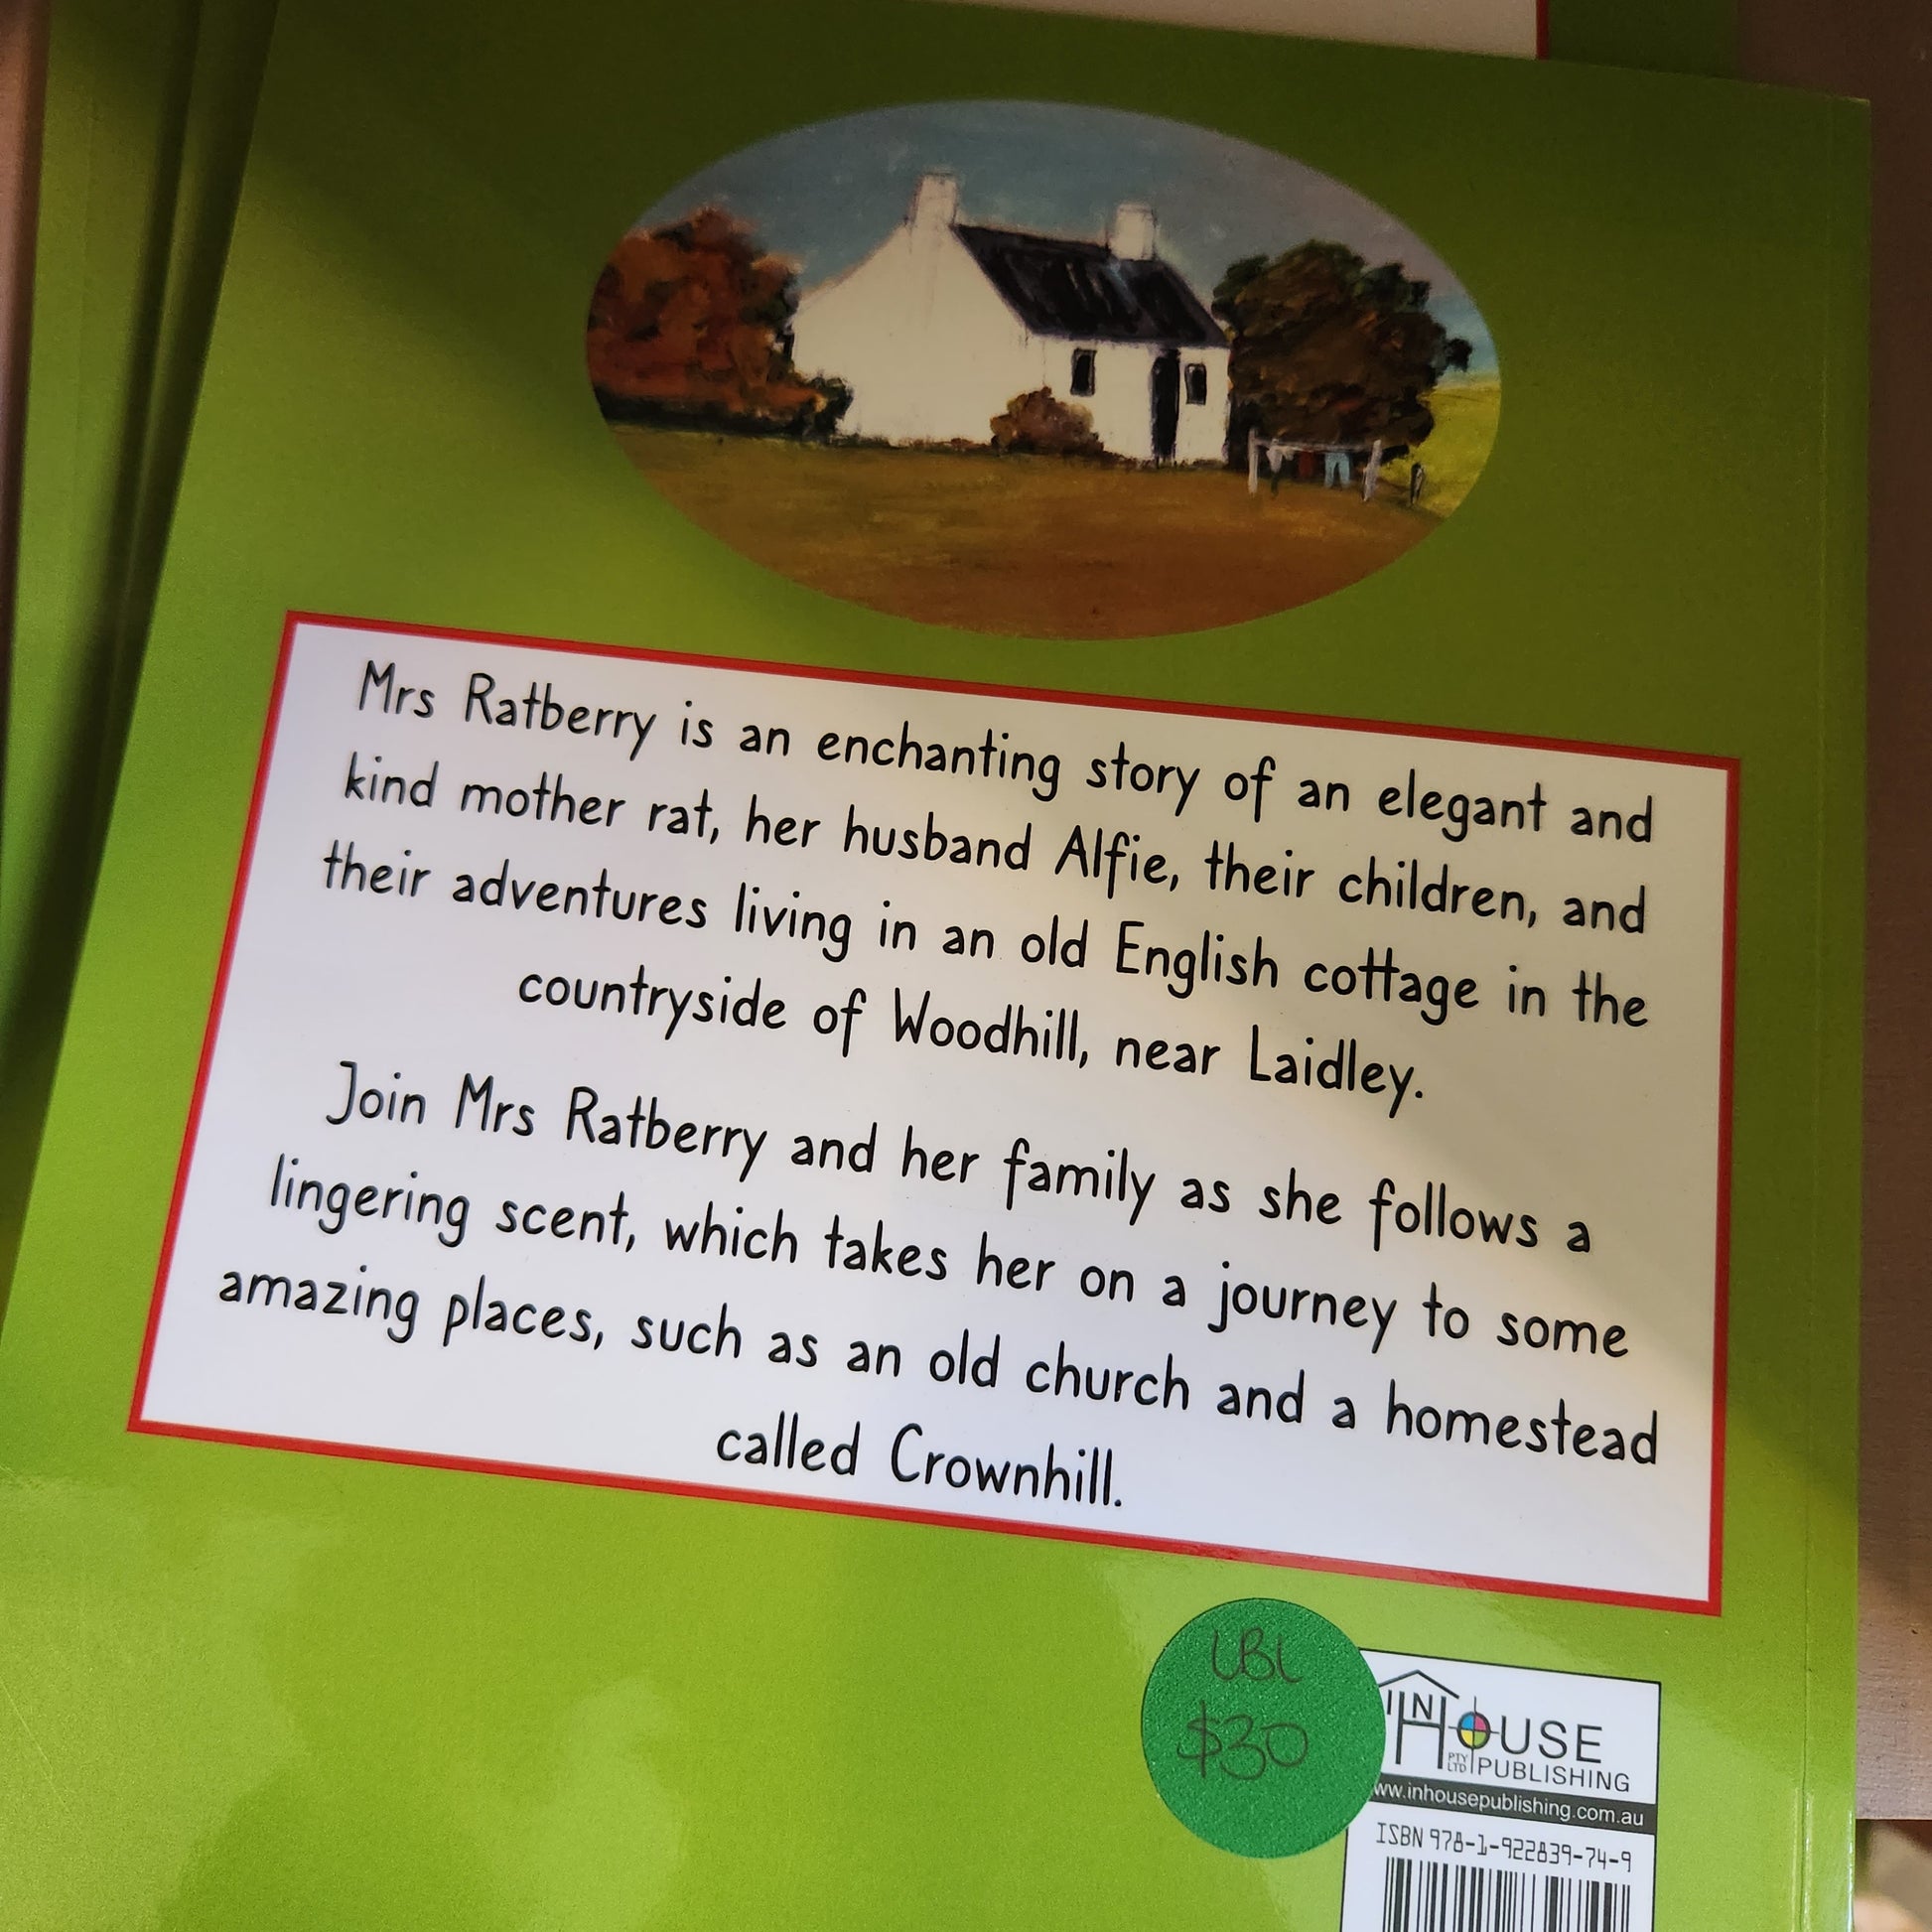 Mrs Ratberry is an enchanting story of an elegant and
kind mother rat, her husband Alfie, their children, and
their adventures living in an old English cottage in the
countryside of Woodhill, near Laidley.
Join Mrs Ratberry and her family as she follows a
lingering scent, which takes her on a journey to some
amazing places, such as an old church and a homestead
called Crownhill.
LBL
$30
INHOUSE
PTY LTD PUBLISHING
ww.inhousepublishing.com.au
ISBN 978-1-922839-74-9